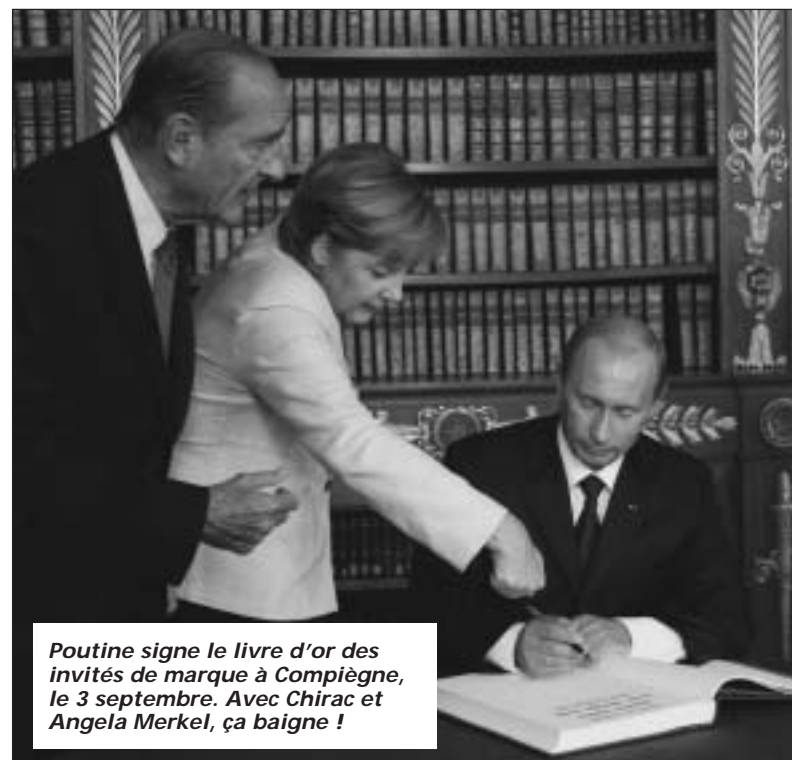 Poutine signe le livre d'or des
invités de marque à Compiègne,
le 3 septembre. Avec Chirac et
Angela Merkel, ça baigne !